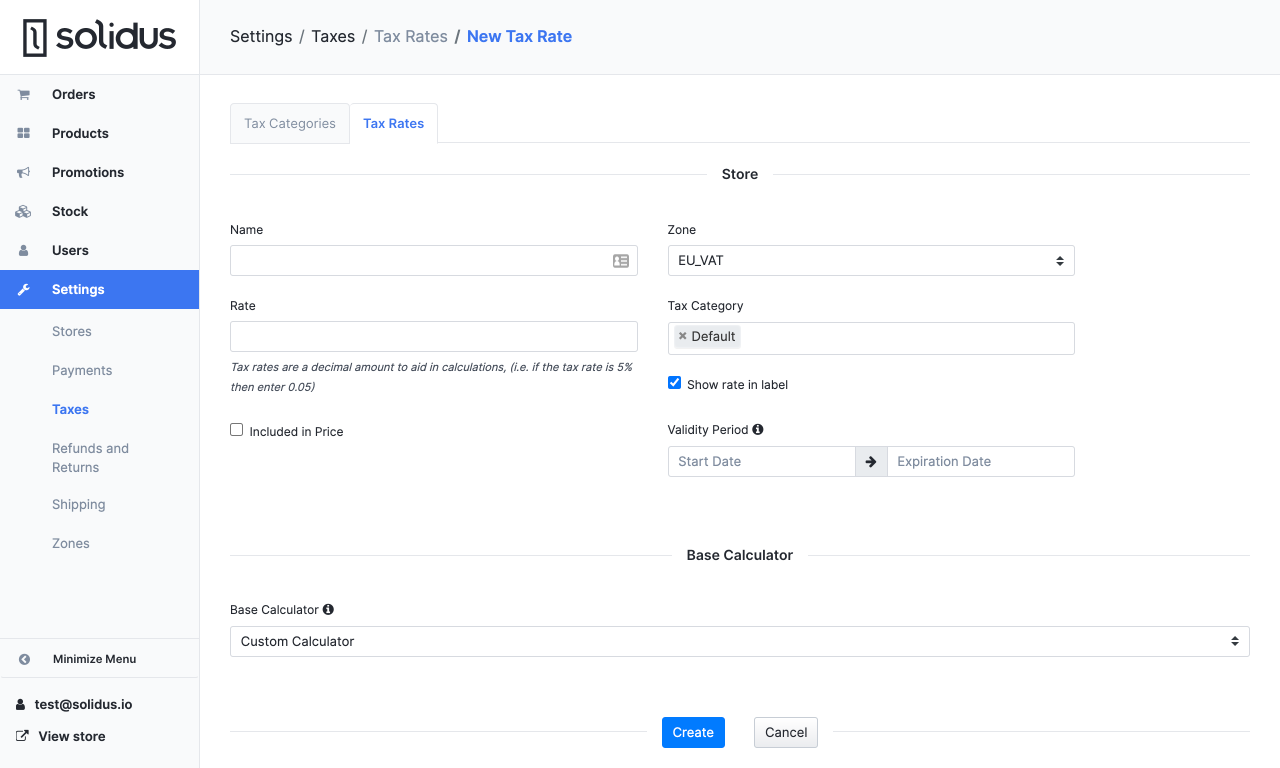 solidus
Settings / Taxes / Tax Rates / New Tax Rate
Orders
Products
Promotions
Stock
Users
Settings
Stores
Payments
Taxes
Refunds and
Returns
Shipping
Zones
Minimize Menu
test@solidus.io
View store
Tax Categories
Tax Rates
Store
Name
Zone
EU_VAT
Rate
Tax rates are a decimal amount to aid in calculations, (i.e. if the tax rate is 5%
then enter 0.05)
Included in Price
Tax Category
× Default
Show rate in label
Validity Period
Start Date
Expiration Date
Base Calculator
Base Calculator
Custom Calculator
Create
Cancel